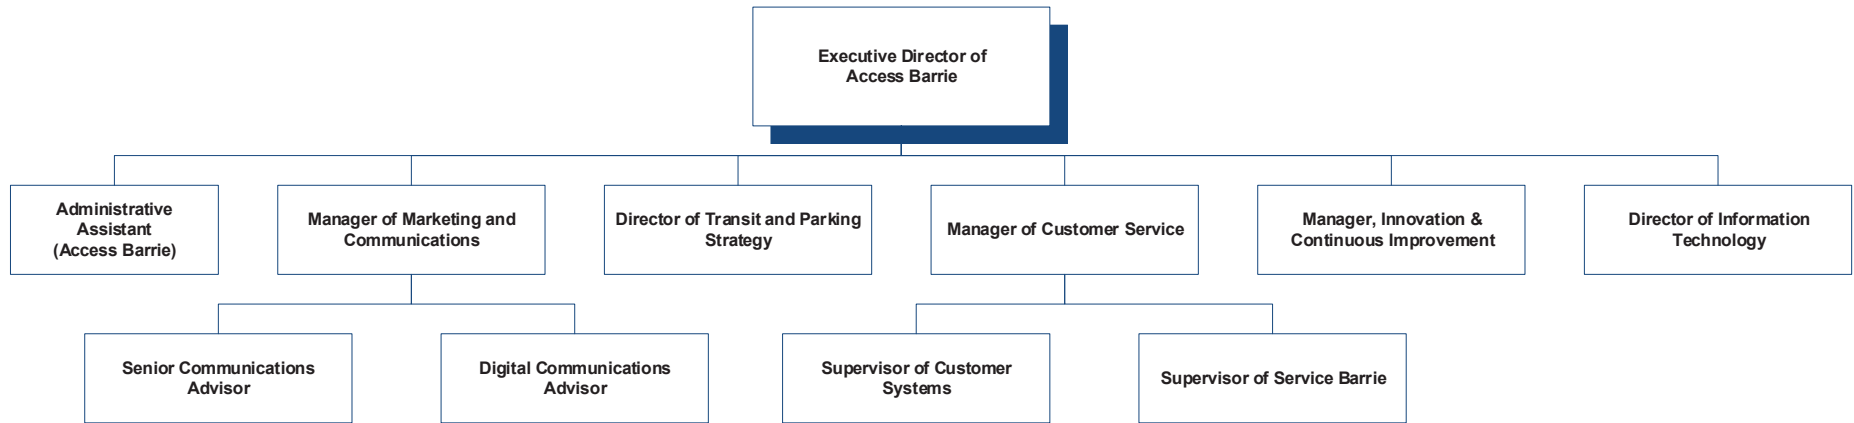 Executive Director of
Access Barrie
Administrative
Assistant
(Access Barrie)
Manager of Marketing and
Communications
Director of Transit and Parking
Strategy
Manager of Customer Service
Manager, Innovation &
Continuous Improvement
Director of Information
Technology
Senior Communications
Advisor
Digital Communications
Advisor
Supervisor of Customer
Systems
Supervisor of Service Barrie